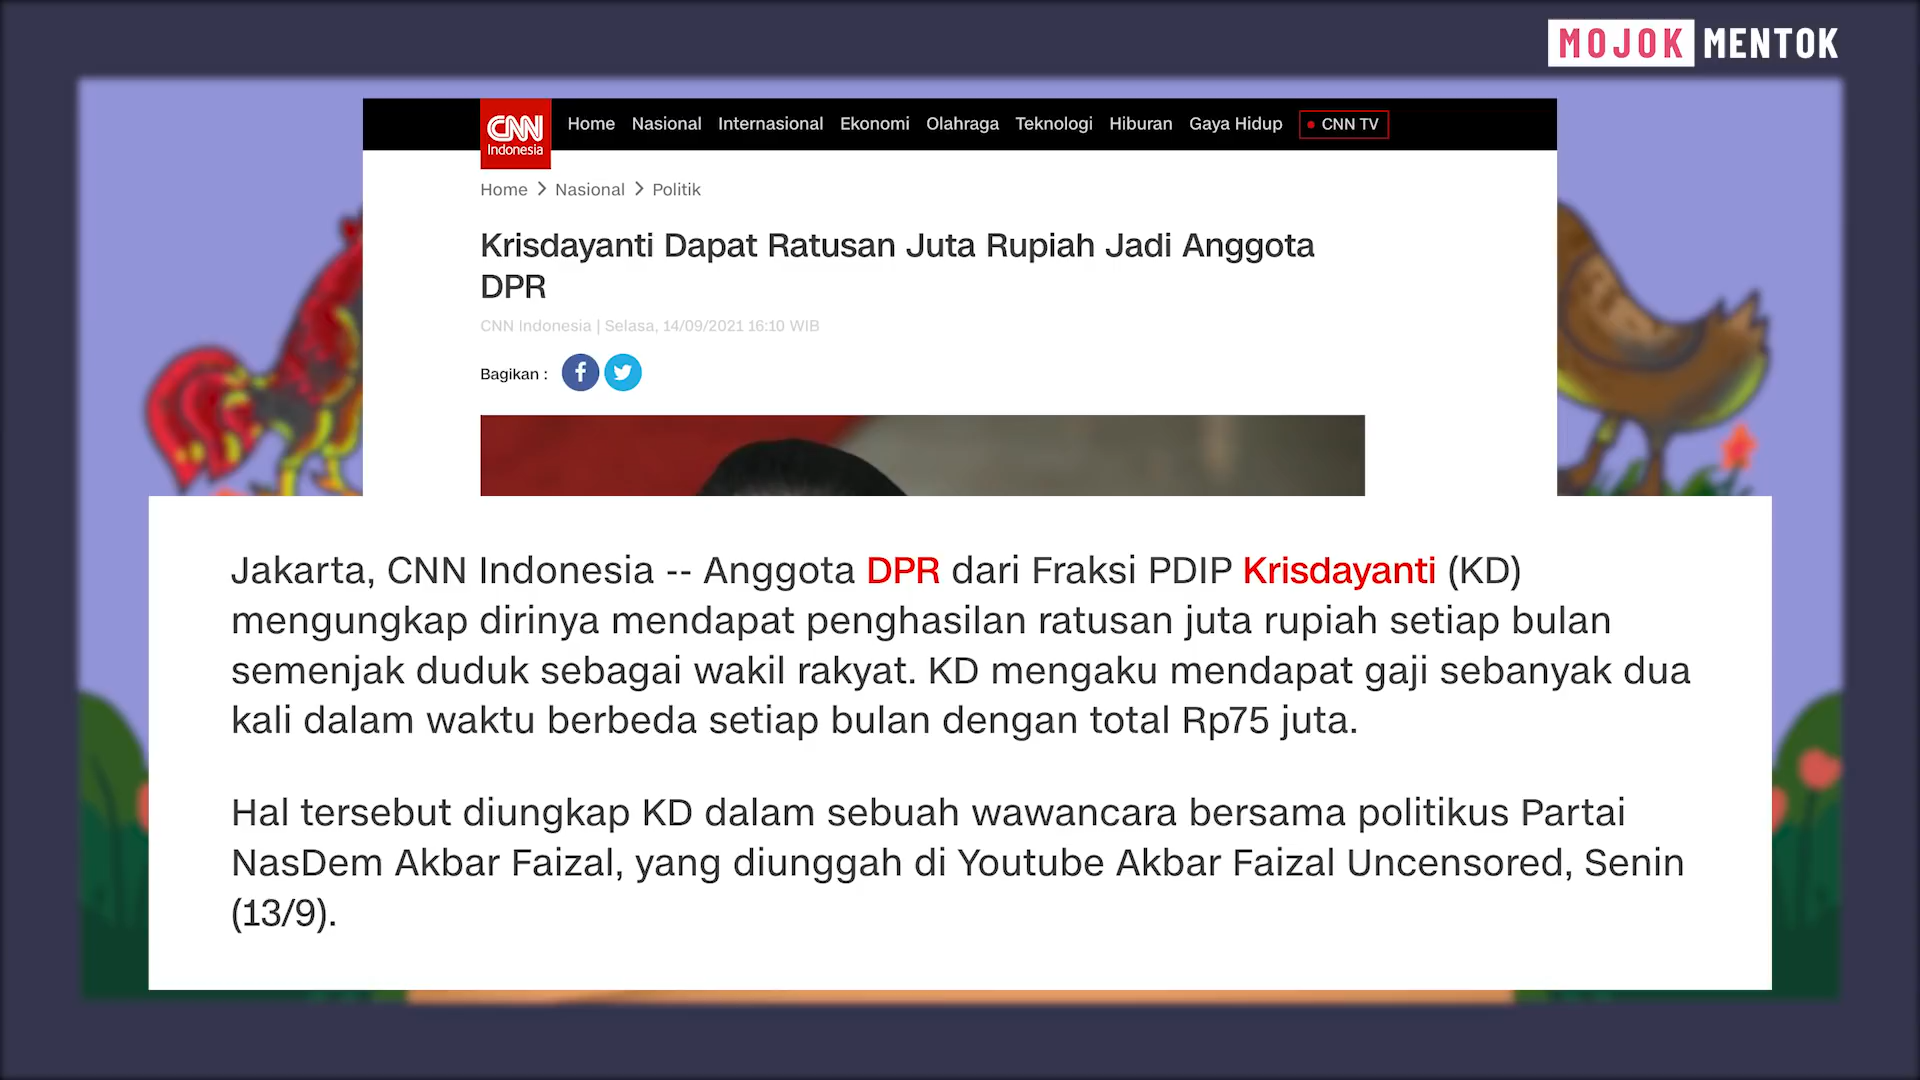 MOJOK MENTOK
CNN Indonesia Home Nasional Internasional Ekonomi Olahraga Teknologi Hiburan Gaya Hidup CNN TV
Home > Nasional > Politik
Krisdayanti Dapat Ratusan Juta Rupiah Jadi Anggota
DPR
CNN Indonesia | Selasa, 14/09/2021 16:10 WIB
Bagikan :
Jakarta, CNN Indonesia -- Anggota DPR dari Fraksi PDIP Krisdayanti (KD)
mengungkap dirinya mendapat penghasilan ratusan juta rupiah setiap bulan
semenjak duduk sebagai wakil rakyat. KD mengaku mendapat gaji sebanyak dua
kali dalam waktu berbeda setiap bulan dengan total Rp75 juta.
Hal tersebut diungkap KD dalam sebuah wawancara bersama politikus Partai
NasDem Akbar Faizal, yang diunggah di Youtube Akbar Faizal Uncensored, Senin
(13/9).